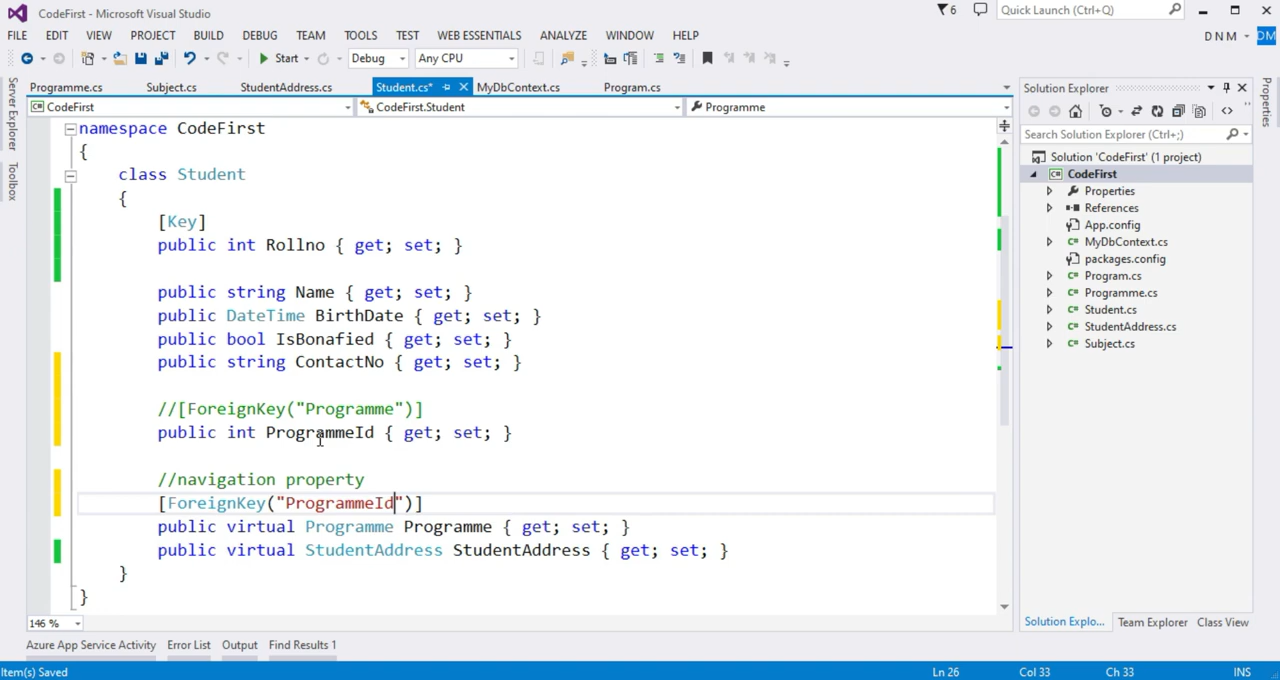 CodeFirst - Microsoft Visual Studio
6
Quick Launch (Ctrl+Q)
FILE EDIT VIEW PROJECT BUILD DEBUG TEAM TOOLS TEST WEB ESSENTIALS ANALYZE WINDOW HELP
D N M
DM
Start
Debug
Any CPU
Server Explorer
Toolbox
Programme.cs Subject.cs StudentAddress.cs Student.cs* MyDbContext.cs Program.cs
CodeFirst CodeFirst.Student Programme
namespace CodeFirst
{
class Student
{
[Key]
public int Rollno { get; set; }
public string Name { get; set; }
public DateTime BirthDate { get; set; }
public bool IsBonafied { get; set; }
public string ContactNo { get; set; }
//[ForeignKey("Programme")]
public int ProgrammeId { get; set; }
//navigation property
[ForeignKey("ProgrammeId")]
public virtual Programme Programme { get; set; }
public virtual StudentAddress StudentAddress { get; set; }
}
}
146 %
Solution Explorer
Search Solution Explorer (Ctrl+;)
Solution 'CodeFirst' (1 project)
CodeFirst
Properties
References
App.config
MyDbContext.cs
packages.config
Program.cs
Programme.cs
Student.cs
StudentAddress.cs
Subject.cs
Solution Explo... Team Explorer Class View
Properties
Azure App Service Activity Error List Output Find Results 1
Item(s) Saved
Ln 26 Col 33 Ch 33 INS